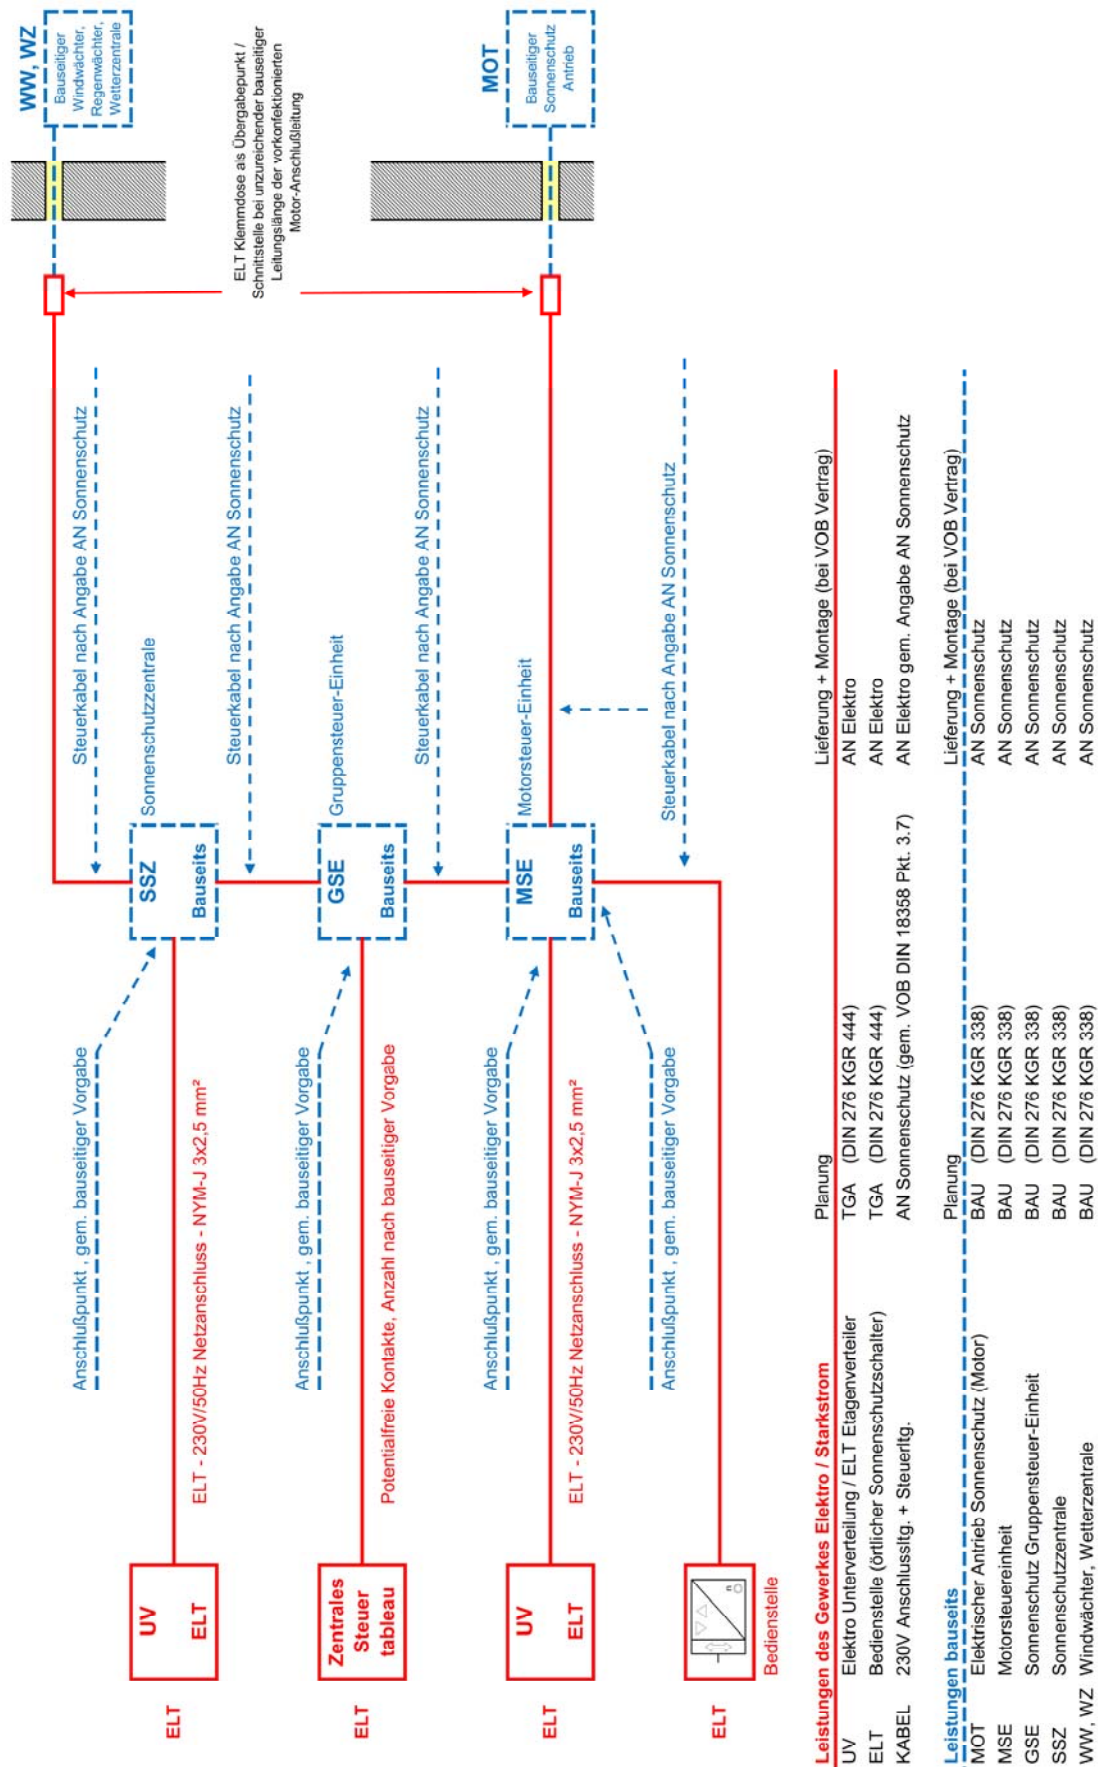 WW, WZ
Bauseitiger
Windwächter,
Regenwächter,
Wetterzentrale
ELT Klemmdose als Übergabepunkt /
Schnittstelle bei unzureichender bauseitiger
Leitungslänge der vorkonfektionierten
Motor-Anschlußleitung
MOT
Bauseitiger
Sonnenschutz
Antrieb
Steuerkabel nach Angabe AN Sonnenschutz
Sonnenschutzzentrale
SSZ
Bauseits
Steuerkabel nach Angabe AN Sonnenschutz
Gruppensteuer-Einheit
GSE
Bauseits
Steuerkabel nach Angabe AN Sonnenschutz
Motorsteuer-Einheit
MSE
Bauseits
Steuerkabel nach Angabe AN Sonnenschutz
Anschlußpunkt , gem. bauseitiger Vorgabe
ELT - 230V/50Hz Netzanschluss - NYM-J 3x2,5 mm²
Anschlußpunkt , gem. bauseitiger Vorgabe
Potentialfreie Kontakte, Anzahl nach bauseitiger Vorgabe
Anschlußpunkt , gem. bauseitiger Vorgabe
ELT - 230V/50Hz Netzanschluss - NYM-J 3x2,5 mm²
Anschlußpunkt , gem. bauseitiger Vorgabe
UV
ELT
ELT
Zentrales
Steuer
tableau
ELT
UV
ELT
ELT
Bedienstelle
ELT
Leistungen des Gewerkes Elektro / Starkstrom Planung Lieferung + Montage (bei VOB Vertrag)
UV Elektro Unterverteilung / ELT Etagenverteiler TGA (DIN 276 KGR 444) AN Elektro
ELT Bedienstelle (örtlicher Sonnenschutzschalter) TGA (DIN 276 KGR 444) AN Elektro
KABEL 230V Anschlussltg. + Steuerltg. AN Sonnenschutz (gem. VOB DIN 18358 Pkt. 3.7) AN Elektro gem. Angabe AN Sonnenschutz
Leistungen bauseits Planung Lieferung + Montage (bei VOB Vertrag)
MOT Elektrischer Antrieb Sonnenschutz (Motor) BAU (DIN 276 KGR 338) AN Sonnenschutz
MSE Motorsteuereinheit BAU (DIN 276 KGR 338) AN Sonnenschutz
GSE Sonnenschutz Gruppensteuer-Einheit BAU (DIN 276 KGR 338) AN Sonnenschutz
SSZ Sonnenschutzzentrale BAU (DIN 276 KGR 338) AN Sonnenschutz
WW, WZ Windwächter, Wetterzentrale BAU (DIN 276 KGR 338) AN Sonnenschutz